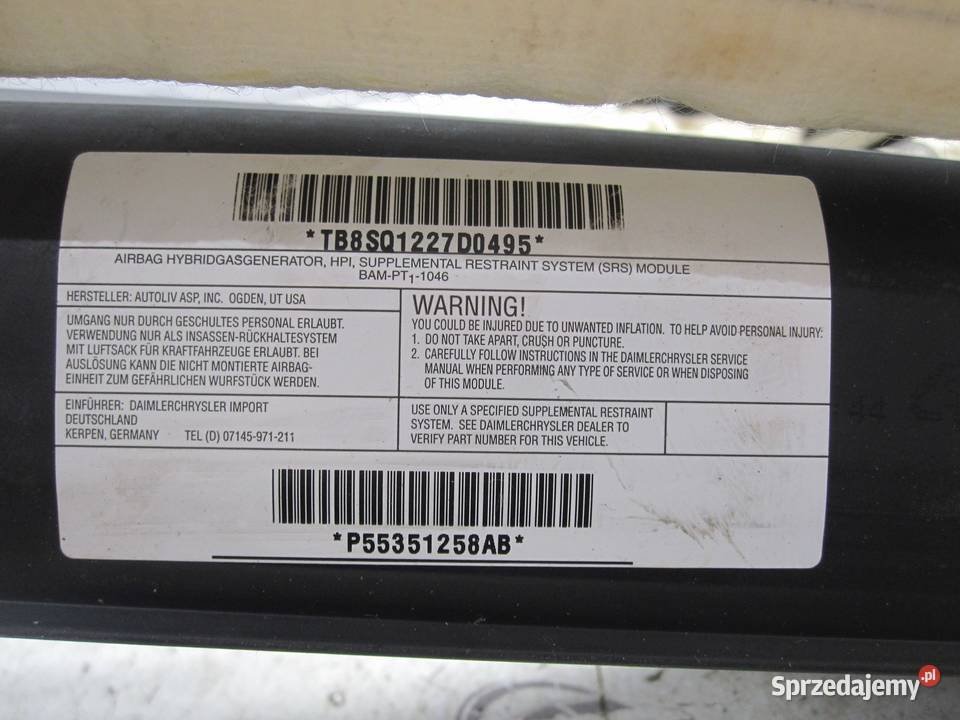 *TB8SQ1227D0495*
AIRBAG HYBRIDGASGENERATOR, HPI, SUPPLEMENTAL RESTRAINT SYSTEM (SRS) MODULE
BAM-PT1-1046
HERSTELLER: AUTOLIV ASP, INC. OGDEN, UT USA
UMGANG NUR DURCH GESCHULTES PERSONAL ERLAUBT.
VERWENDUNG NUR ALS INSASSEN-RÜCKHALTESYSTEM
MIT LUFTSACK FÜR KRAFTFAHRZEUGE ERLAUBT. BEI
AUSLÖSUNG KANN DIE NICHT MONTIERTE AIRBAG-
EINHEIT ZUM GEFÄHRLICHEN WURFSTÜCK WERDEN.
EINFÜHRER: DAIMLERCHRYSLER IMPORT
DEUTSCHLAND
KERPEN, GERMANY TEL (D) 07145-971-211
WARNING!
YOU COULD BE INJURED DUE TO UNWANTED INFLATION. TO HELP AVOID PERSONAL INJURY:
1. DO NOT TAKE APART, CRUSH OR PUNCTURE.
2. CAREFULLY FOLLOW INSTRUCTIONS IN THE DAIMLERCHRYSLER SERVICE
MANUAL WHEN PERFORMING ANY TYPE OF SERVICE OR WHEN DISPOSING
OF THIS MODULE.
USE ONLY A SPECIFIED SUPPLEMENTAL RESTRAINT
SYSTEM. SEE DAIMLERCHRYSLER DEALER TO
VERIFY PART NUMBER FOR THIS VEHICLE.
*P55351258AB*
Sprzedajemy.pl